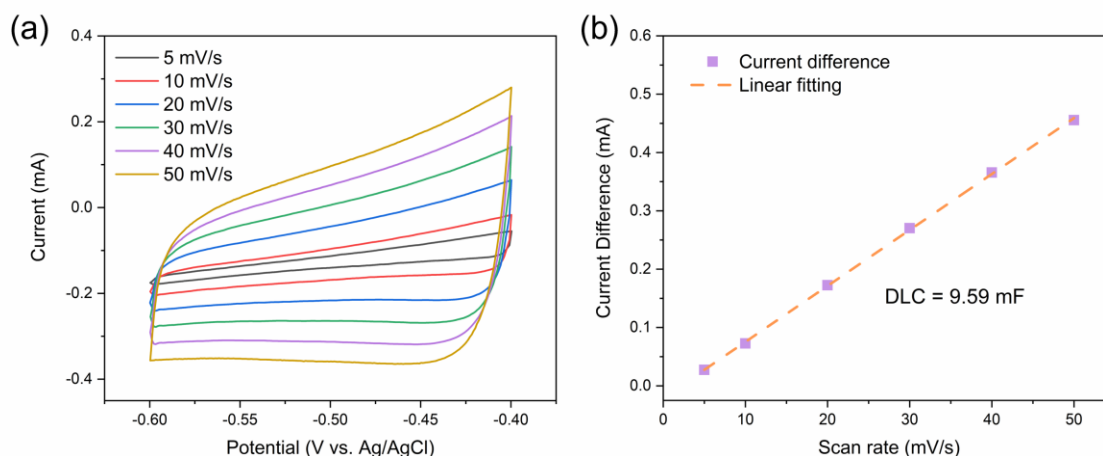 (a)
0.4
0.2
0.0
-0.2
-0.4
Current (mA)
5 mV/s
10 mV/s
20 mV/s
30 mV/s
40 mV/s
50 mV/s
-0.60
-0.55
-0.50
-0.45
-0.40
Potential (V vs. Ag/AgCl)
(b)
0.6
0.5
0.4
0.3
0.2
0.1
0.0
Current Difference (mA)
Current difference
Linear fitting
DLC = 9.59 mF
0
10
20
30
40
50
Scan rate (mV/s)